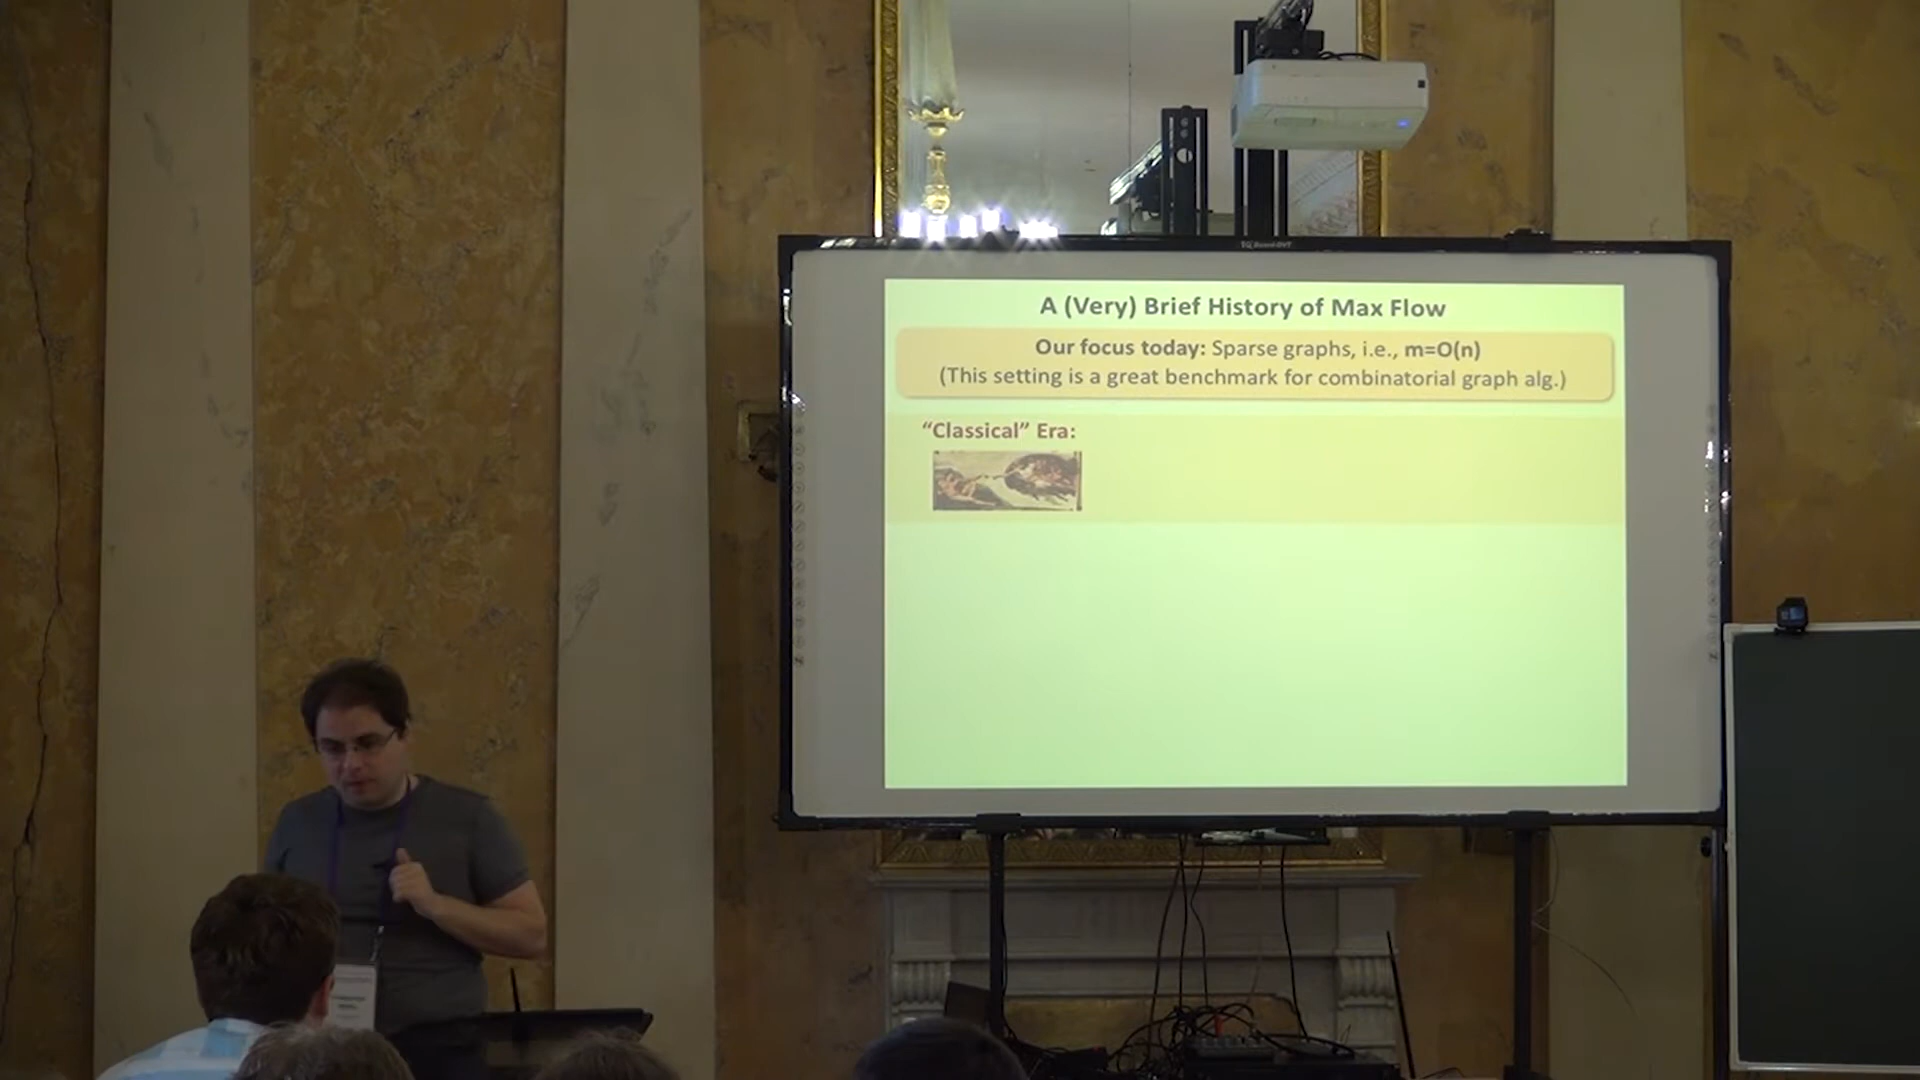 A (Very) Brief History of Max Flow
Our focus today: Sparse graphs, i.e., m=O(n)
(This setting is a great benchmark for combinatorial graph alg.)
“Classical” Era: